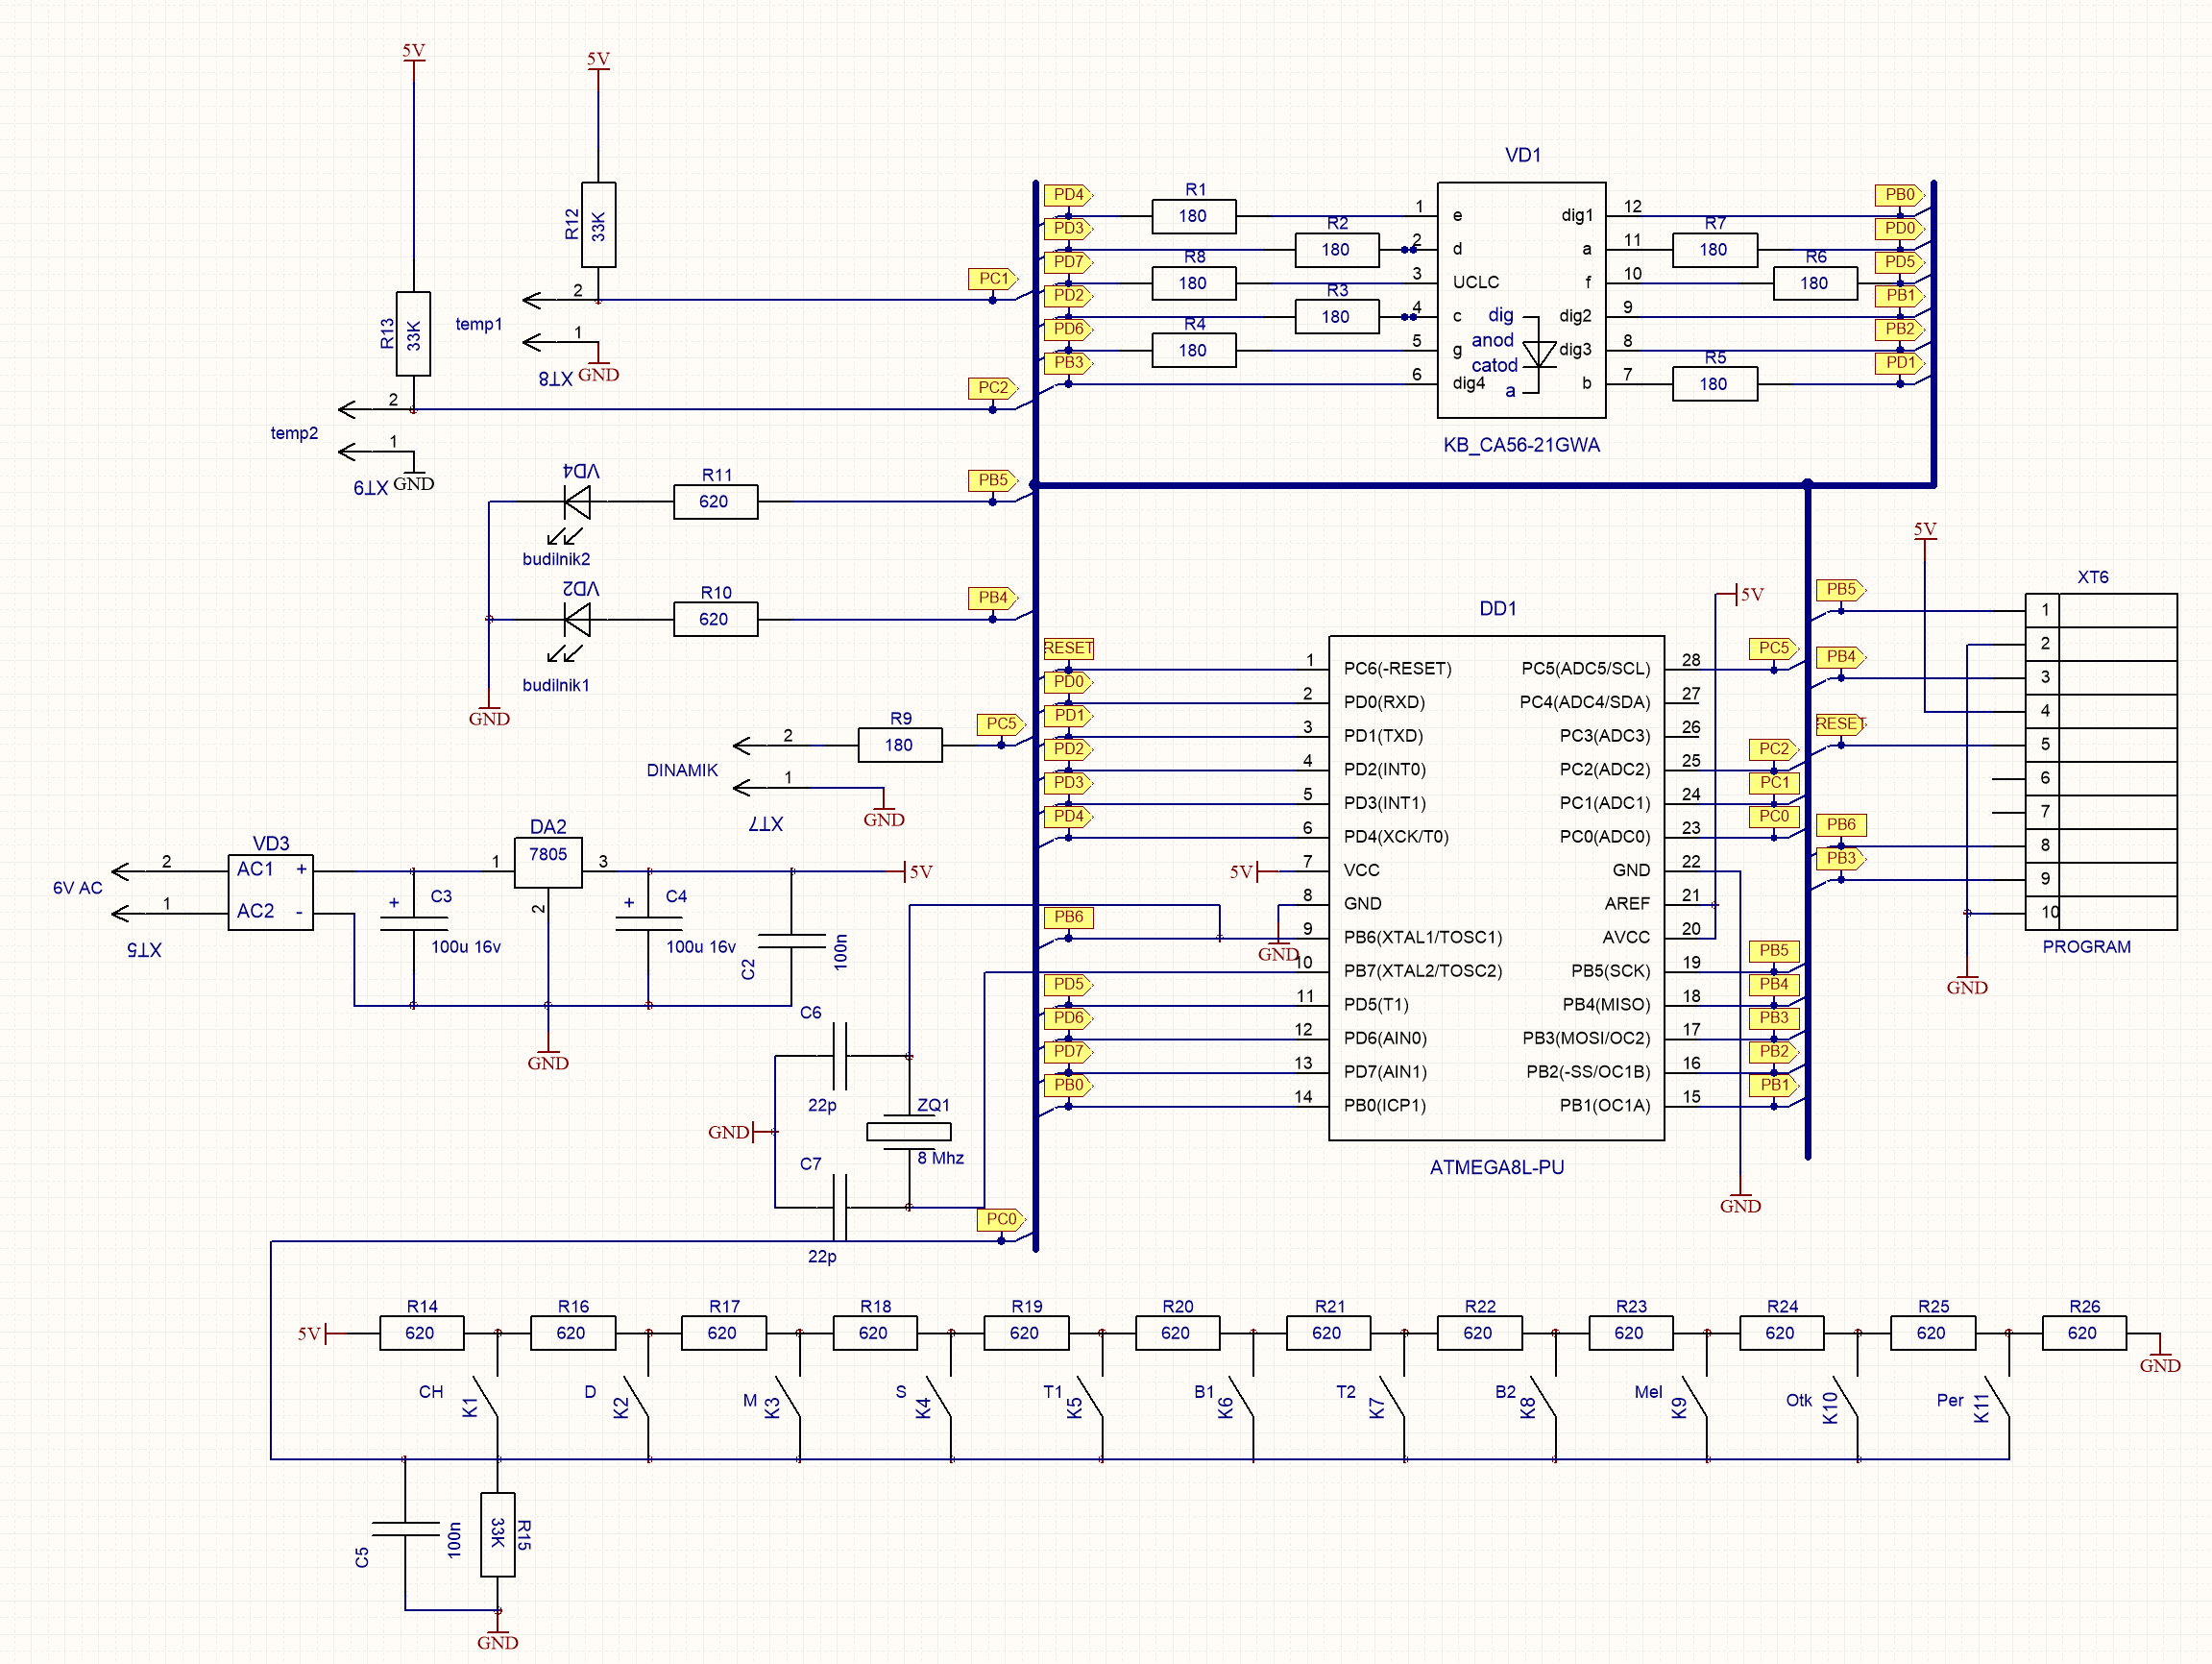 5V
5V
R12
33K
R13
33K
2
temp1
1
XT8
GND
2
temp2
1
XT9
GND
PC1
PC2
VD4
R11
620
PB5
budilnik2
VD2
R10
620
PB4
budilnik1
GND
VD1
PD4
R1
180
1
e
dig1
12
PB0
PD3
R2
180
2
d
a
11
R7
180
PD0
PD7
R8
180
3
UCLC
f
10
R6
180
PD5
PD2
R3
180
4
c
dig
dig2
9
PB1
PD6
R4
180
5
g
anod
dig3
8
PB2
PB3
6
dig4
catod
a
b
7
R5
180
PD1
KB_CA56-21GWA
DINAMIK
2
R9
180
PC5
1
XT7
GND
6V AC
2
1
XT5
VD3
AC1 +
AC2 -
DA2
7805
1
3
2
5V
+
C3
100u 16v
+
C4
100u 16v
C2
100n
GND
C6
22p
GND
ZQ1
8 Mhz
C7
22p
PC0
DD1
5V
RESET
1
PC6(-RESET)
PC5(ADC5/SCL)
28
PC5
PD0
2
PD0(RXD)
PC4(ADC4/SDA)
27
PD1
3
PD1(TXD)
PC3(ADC3)
26
PD2
4
PD2(INT0)
PC2(ADC2)
25
PC2
PD3
5
PD3(INT1)
PC1(ADC1)
24
PC1
PD4
6
PD4(XCK/T0)
PC0(ADC0)
23
PC0
5V
7
VCC
GND
22
8
GND
AREF
21
PB6
9
PB6(XTAL1/TOSC1)
AVCC
20
GND
10
PB7(XTAL2/TOSC2)
PB5(SCK)
19
PB5
PD5
11
PD5(T1)
PB4(MISO)
18
PB4
PD6
12
PD6(AIN0)
PB3(MOSI/OC2)
17
PB3
PD7
13
PD7(AIN1)
PB2(-SS/OC1B)
16
PB2
PB0
14
PB0(ICP1)
PB1(OC1A)
15
PB1
ATMEGA8L-PU
GND
5V
XT6
PB5
1
2
PB4
3
4
RESET
5
6
7
PB6
8
PB3
9
10
PROGRAM
GND
5V
R14
620
R16
620
R17
620
R18
620
R19
620
R20
620
R21
620
R22
620
R23
620
R24
620
R25
620
R26
620
GND
CH
K1
D
K2
M
K3
S
K4
T1
K5
B1
K6
T2
K7
B2
K8
Mel
K9
Otk
K10
Per
K11
C5
100n
33K
R15
GND